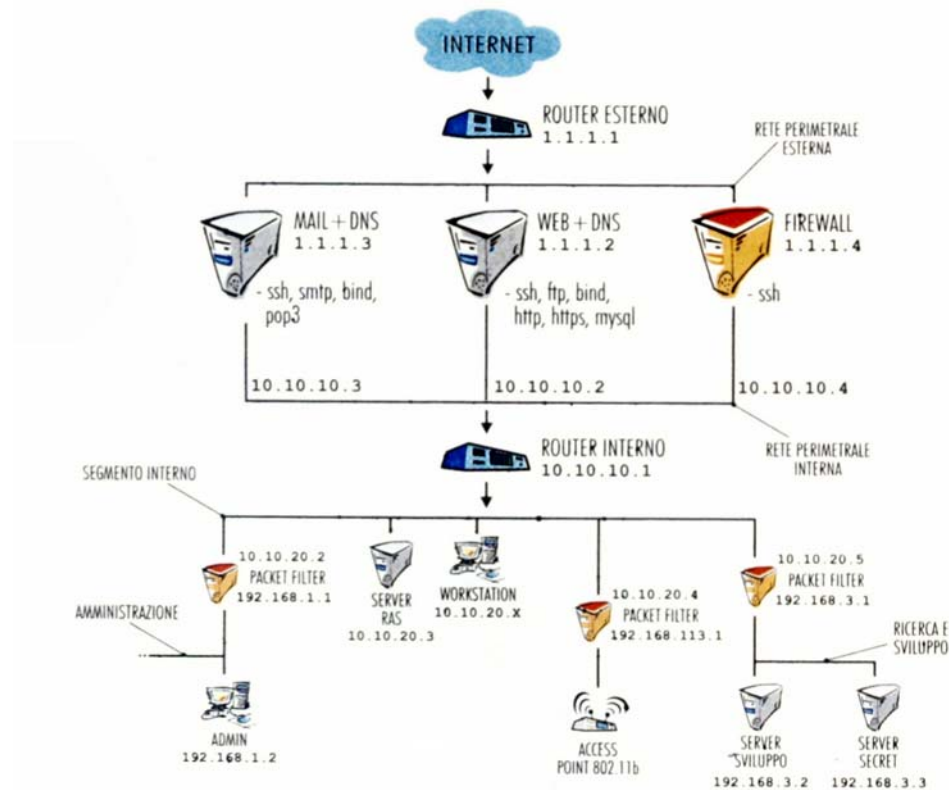 INTERNET
ROUTER ESTERNO
1.1.1.1
RETE PERIMETRALE
ESTERNA
MAIL + DNS
1.1.1.3
- ssh, smtp, bind,
pop3
WEB + DNS
1.1.1.2
- ssh, ftp, bind,
http, https, mysql
FIREWALL
1.1.1.4
- ssh
10.10.10.3
10.10.10.2
10.10.10.4
ROUTER INTERNO
10.10.10.1
RETE PERIMETRALE
INTERNA
SEGMENTO INTERNO
10.10.20.2
PACKET FILTER
192.168.1.1
SERVER
RAS
10.10.20.3
WORKSTATION
10.10.20.X
10.10.20.4
PACKET FILTER
192.168.113.1
10.10.20.5
PACKET FILTER
192.168.3.1
AMMINISTRAZIONE
RICERCA E
SVILUPPO
ADMIN
192.168.1.2
ACCESS
POINT 802.11b
SERVER
SVILUPPO
192.168.3.2
SERVER
SECRET
192.168.3.3